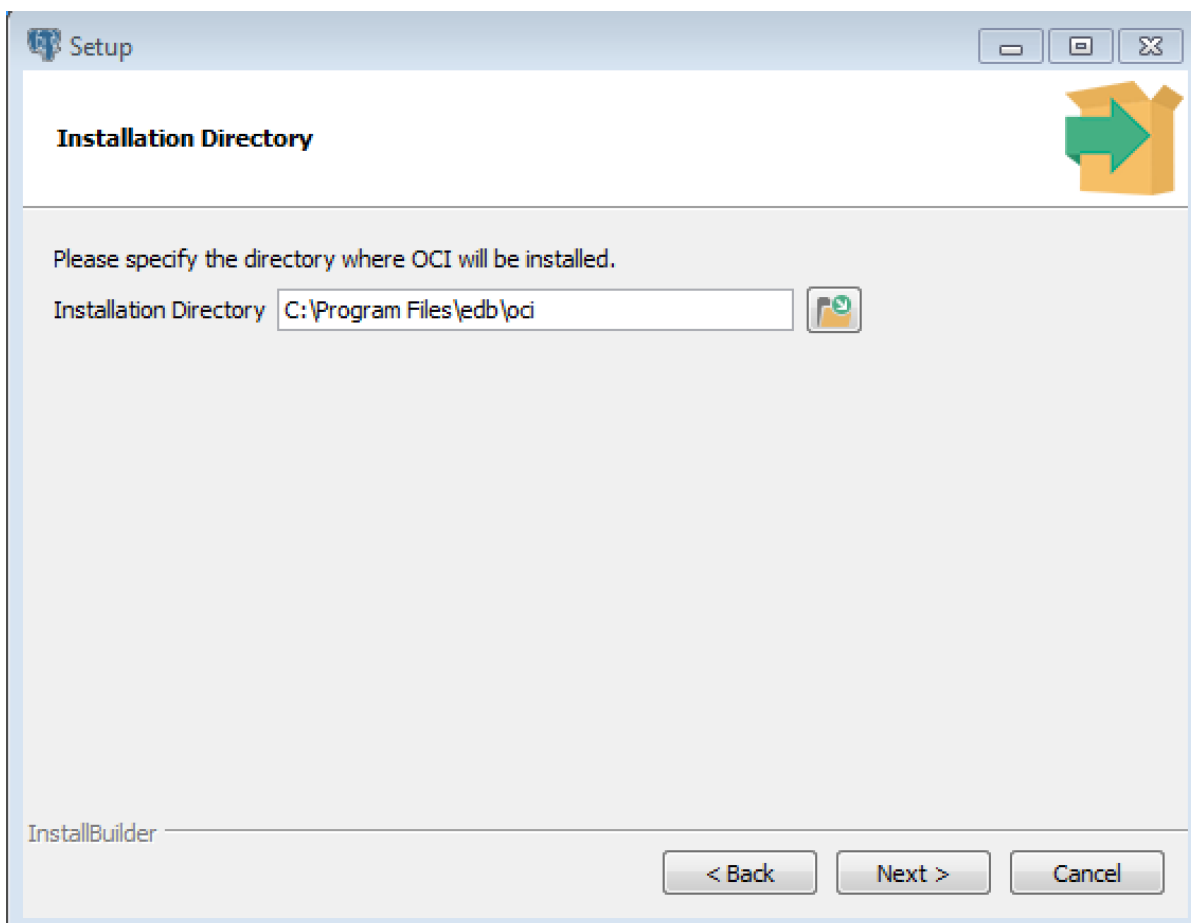 Setup
Installation Directory
Please specify the directory where OCI will be installed.
Installation Directory C:\Program Files\edb\oci
InstallBuilder
< Back Next > Cancel